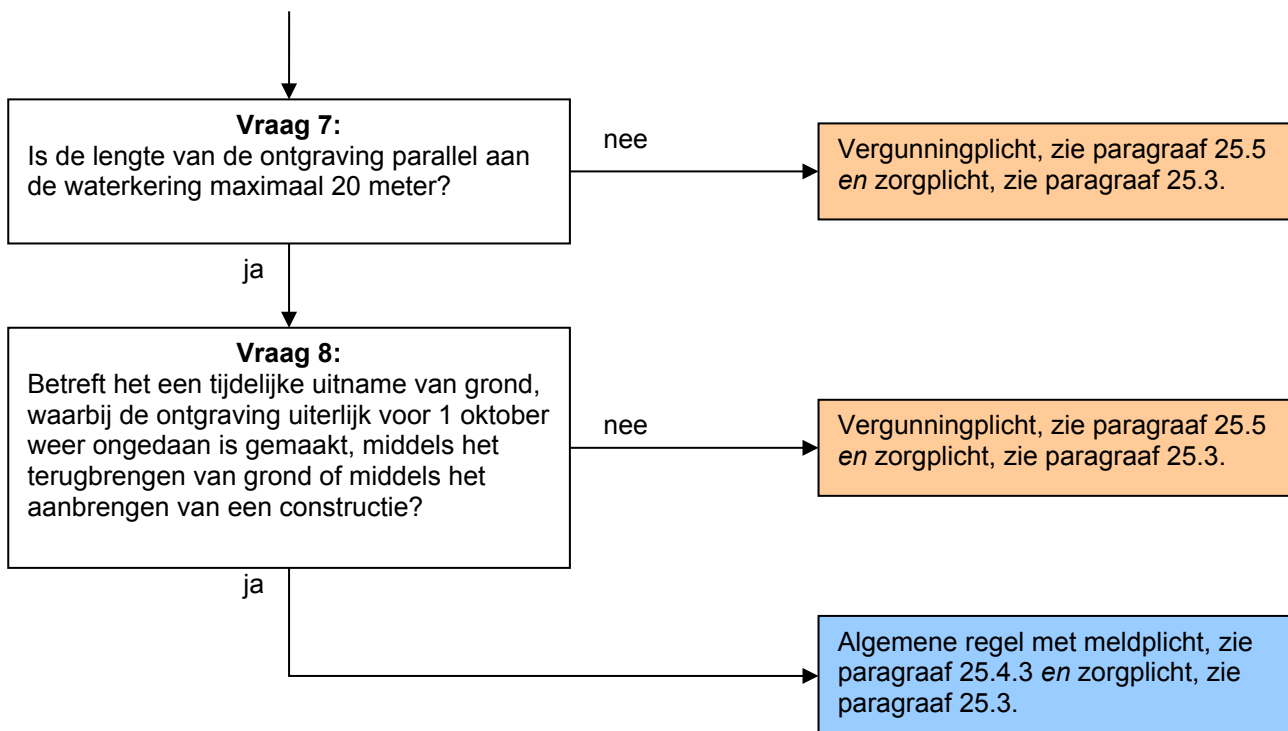 Vraag 7:
Is de lengte van de ontgraving parallel aan
de waterkering maximaal 20 meter?
nee
Vergunningplicht, zie paragraaf 25.5
en zorgplicht, zie paragraaf 25.3.
ja
Vraag 8:
Betreft het een tijdelijke uitname van grond,
waarbij de ontgraving uiterlijk voor 1 oktober
weer ongedaan is gemaakt, middels het
terugbrengen van grond of middels het
aanbrengen van een constructie?
nee
Vergunningplicht, zie paragraaf 25.5
en zorgplicht, zie paragraaf 25.3.
ja
Algemene regel met meldplicht, zie
paragraaf 25.4.3 en zorgplicht, zie
paragraaf 25.3.